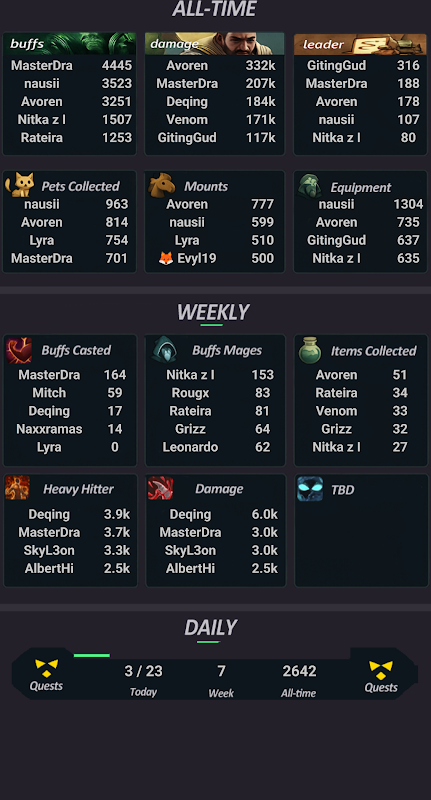 ALL-TIME
buffs
MasterDra 4445
nausii 3523
Avoren 3251
Nitka z l 1507
Rateira 1253
damage
Avoren 332k
MasterDra 207k
Deqing 184k
Venom 171k
GitingGud 117k
leader
GitingGud 316
MasterDra 188
Avoren 178
nausii 107
Nitka z l 80
Pets Collected
nausii 963
Avoren 814
Lyra 754
MasterDra 701
Mounts
Avoren 777
nausii 599
Lyra 510
🦊 Evyl19 500
Equipment
nausii 1304
Avoren 735
GitingGud 637
Nitka z l 635
WEEKLY
Buffs Casted
MasterDra 164
Mitch 59
Deqing 17
Naxxramas 14
Lyra 0
Buffs Mages
Nitka z l 153
Rougx 83
Rateira 81
Grizz 64
Leonardo 62
Items Collected
Avoren 51
Rateira 34
Venom 33
Grizz 32
Nitka z l 27
Heavy Hitter
Deqing 3.9k
MasterDra 3.7k
SkyL3on 3.3k
AlbertHi 2.5k
Damage
Deqing 6.0k
MasterDra 3.0k
SkyL3on 3.0k
AlbertHi 2.5k
TBD
DAILY
Quests
3 / 23
Today
7
Week
2642
All-time
Quests